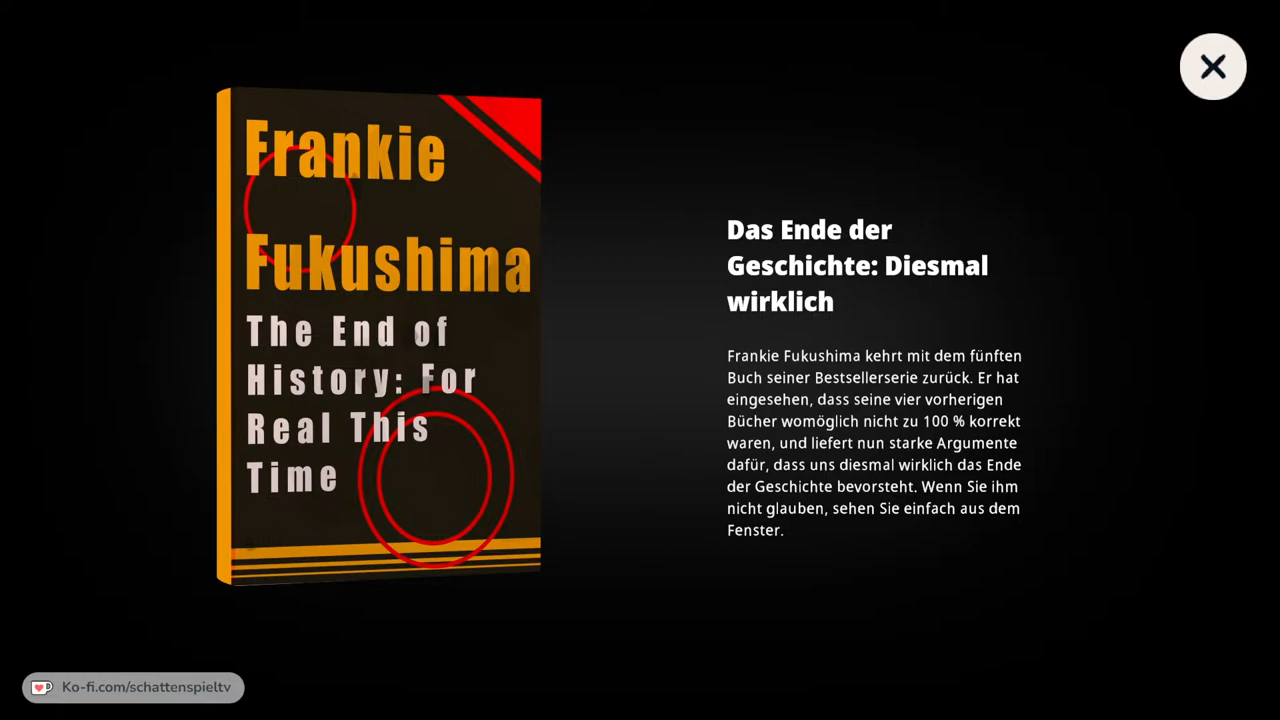 Frankie
Fukushima
The End of
History: For
Real This
Time
Das Ende der
Geschichte: Diesmal
wirklich
Frankie Fukushima kehrt mit dem fünften
Buch seiner Bestsellerserie zurück. Er hat
eingesehen, dass seine vier vorherigen
Bücher womöglich nicht zu 100 % korrekt
waren, und liefert nun starke Argumente
dafür, dass uns diesmal wirklich das Ende
der Geschichte bevorsteht. Wenn Sie ihm
nicht glauben, sehen Sie einfach aus dem
Fenster.
Ko-fi.com/schattenspieltv